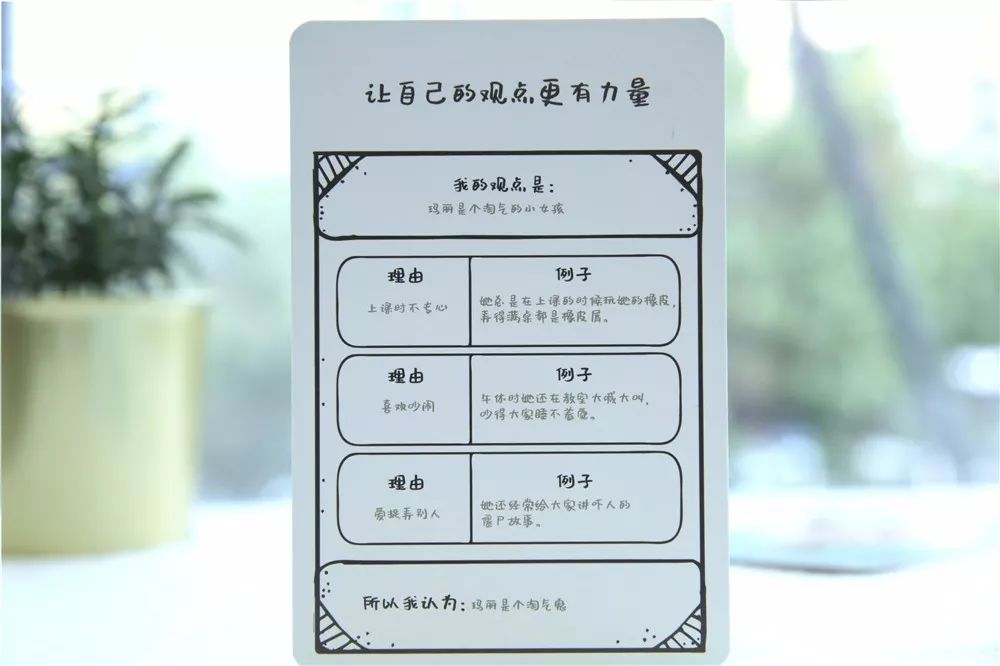 让自己的观点更有力量
我的观点是：
玛丽是个淘气的小女孩
理由
上课时不专心
例子
她总是在上课的时候玩她的橡皮，
弄得满桌都是橡皮屑。
理由
喜欢吵闹
例子
午休时她还在教室大喊大叫，
吵得大家睡不着觉。
理由
爱捉弄别人
例子
她还经常给大家讲吓人的
僵尸故事。
所以我认为：玛丽是个淘气鬼